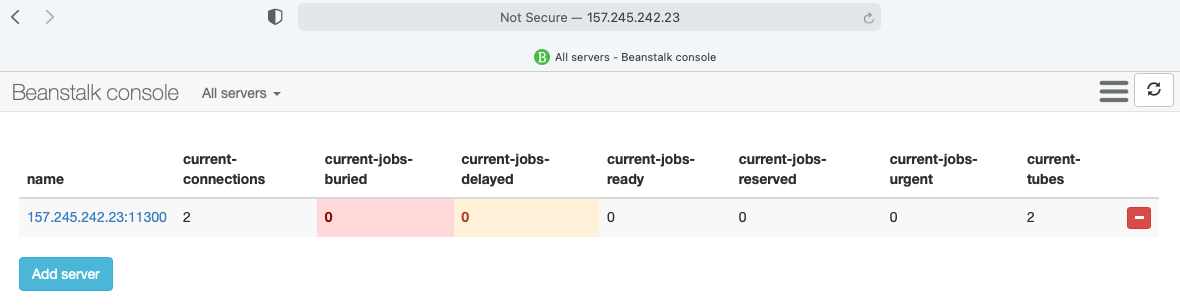 Not Secure — 157.245.242.23
B All servers - Beanstalk console
Beanstalk console All servers
name current-connections current-jobs-buried current-jobs-delayed current-jobs-ready current-jobs-reserved current-jobs-urgent current-tubes
157.245.242.23:11300 2 0 0 0 0 0 2
Add server